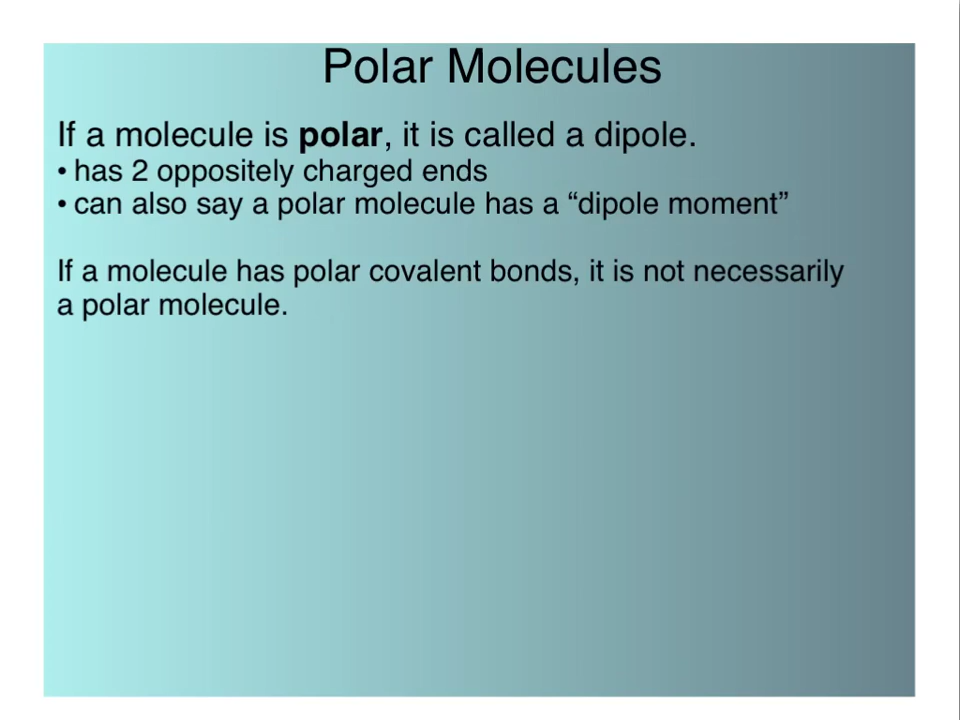 Polar Molecules
If a molecule is polar, it is called a dipole.
• has 2 oppositely charged ends
• can also say a polar molecule has a “dipole moment”
If a molecule has polar covalent bonds, it is not necessarily
a polar molecule.